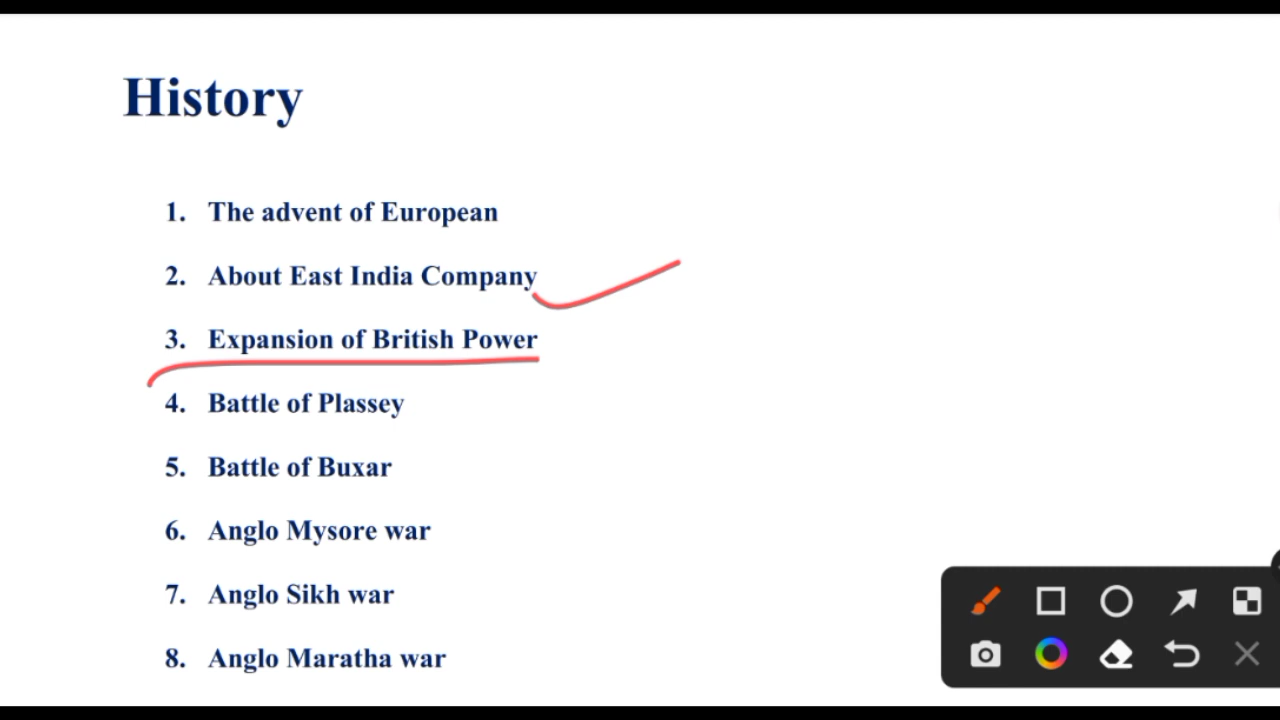 History
1. The advent of European
2. About East India Company
3. Expansion of British Power
4. Battle of Plassey
5. Battle of Buxar
6. Anglo Mysore war
7. Anglo Sikh war
8. Anglo Maratha war